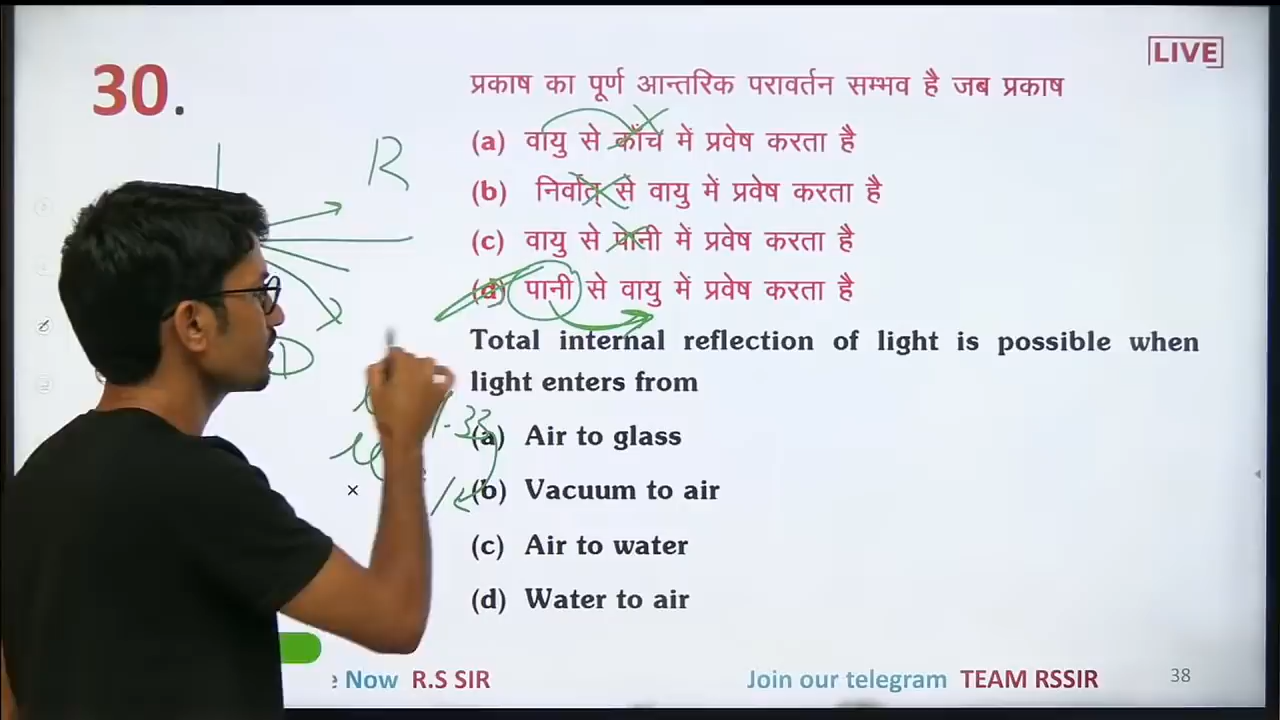 LIVE
30.
प्रकाष का पूर्ण आन्तरिक परावर्तन सम्भव है जब प्रकाष
(a) वायु से काँच में प्रवेष करता है
(b) निर्वात् से वायु में प्रवेष करता है
(c) वायु से पानी में प्रवेष करता है
(d) पानी से वायु में प्रवेष करता है
R
D
1.33
Total internal reflection of light is possible when
light enters from
(a) Air to glass
(b) Vacuum to air
(c) Air to water
(d) Water to air
Now R.S SIR
Join our telegram TEAM RSSIR
38